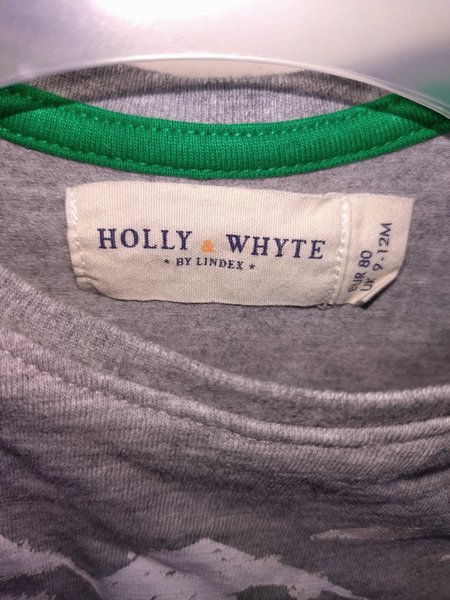 HOLLY & WHYTE
* BY LINDEX *
EUR 80
UK 9-12M